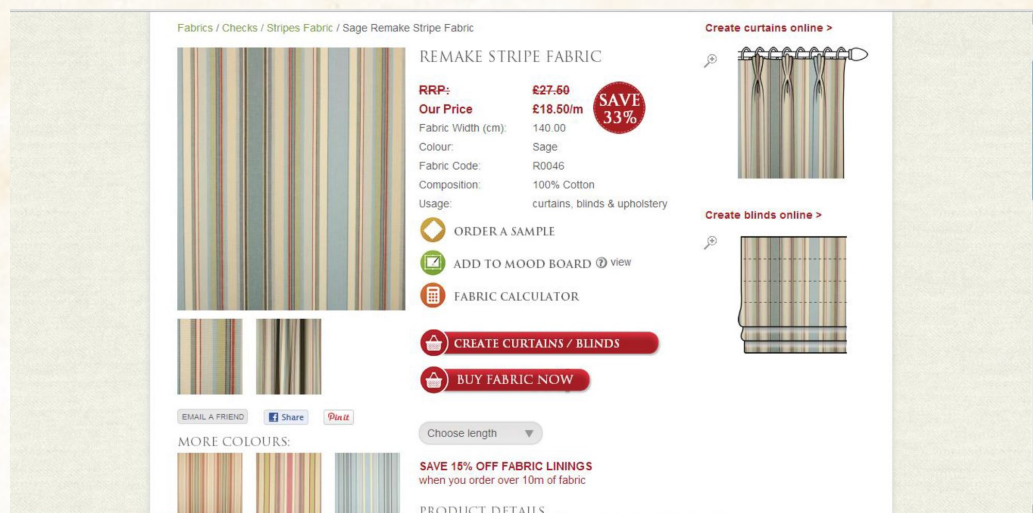 Fabrics / Checks / Stripes Fabric / Sage Remake Stripe Fabric
REMAKE STRIPE FABRIC
RRP: £27.50
Our Price £18.50/m
SAVE
33%
Fabric Width (cm): 140.00
Colour: Sage
Fabric Code: R0046
Composition: 100% Cotton
Usage: curtains, blinds & upholstery
ORDER A SAMPLE
ADD TO MOOD BOARD ? view
FABRIC CALCULATOR
CREATE CURTAINS / BLINDS
BUY FABRIC NOW
Choose length
SAVE 15% OFF FABRIC LININGS
when you order over 10m of fabric
PRODUCT DETAILS
EMAIL A FRIEND
f Share
Pin it
MORE COLOURS:
Create curtains online >
Create blinds online >